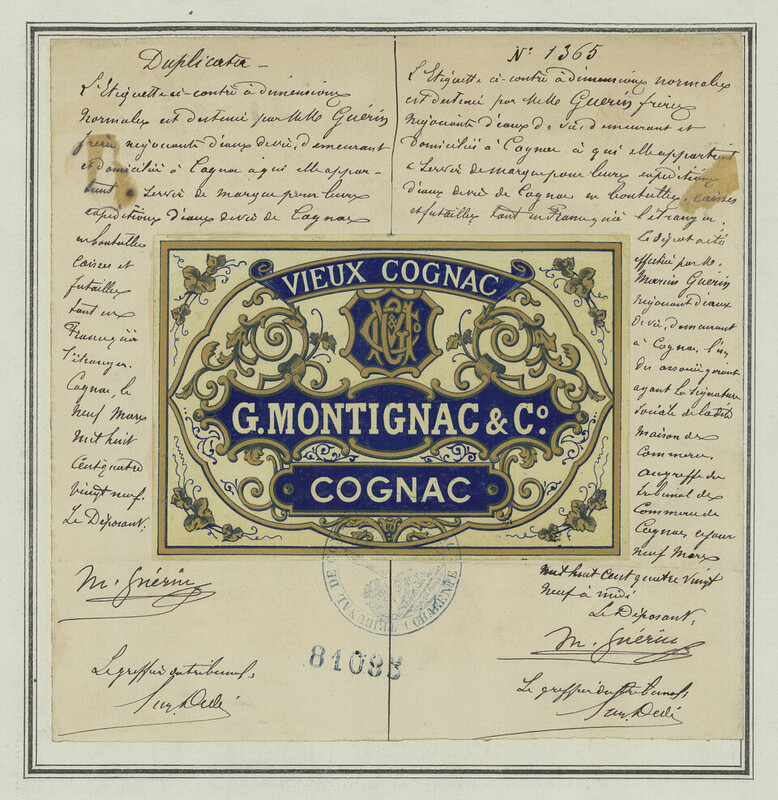 Duplicata
L'Etiquette ci-contre à dimensions
normales est destinée par M.M. Guérin
frères négociants d'eaux de vie, demeurant
et domiciliés à Cognac à qui elle appar-
tient a Servir de marque pour leurs
expéditions d'eaux de vie de Cognac
en bouteilles
caisses et
futailles
tant en
France qu'à
l'étranger.
Cognac, le
neuf Mars
mil huit
cent quatre
vingt neuf.
Le Déposant,
M. Guérin
Le greffier du tribunal,
N° 1365
L'Etiquette ci-contre à dimensions normales
est destinée par M.M. Guérin frères
négociants d'eaux de vie, demeurant et
domiciliés à Cognac à qui elle appartient
a Servir de marque pour leurs expéditions
d'eaux de vie de Cognac en bouteilles, caisses
et futailles tant en France qu'à l'étranger.
Le dépôt a été
effectué par M.
Guérin
négociant d'eaux
de vie, demeurant
à Cognac, l'un
des associés gérant
ayant la signature
sociale de la dite
maison de
commerce,
au greffe du
tribunal de
Commerce de
Cognac ce jour
neuf Mars
mil huit cent quatre vingt
neuf à midi
Le Déposant,
M. Guérin
Le greffier du tribunal,
VIEUX COGNAC
G. MONTIGNAC & Cº
COGNAC
TRIBUNAL DE CO
CHARENTE
81083